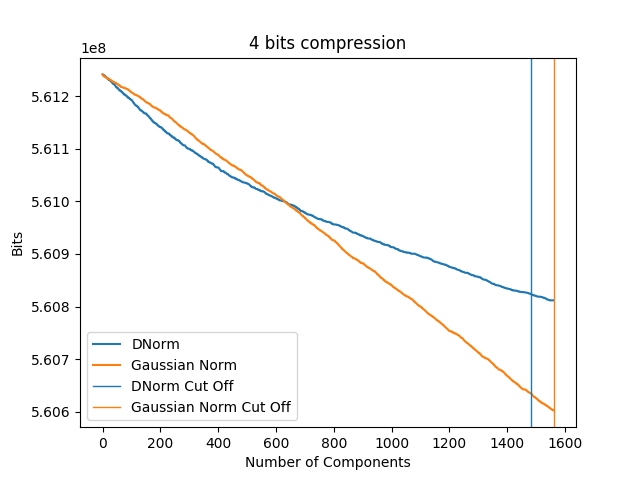 4 bits compression
1e8
5.612
5.611
5.610
5.609
5.608
5.607
5.606
Bits
DNorm
Gaussian Norm
DNorm Cut Off
Gaussian Norm Cut Off
0 200 400 600 800 1000 1200 1400 1600
Number of Components